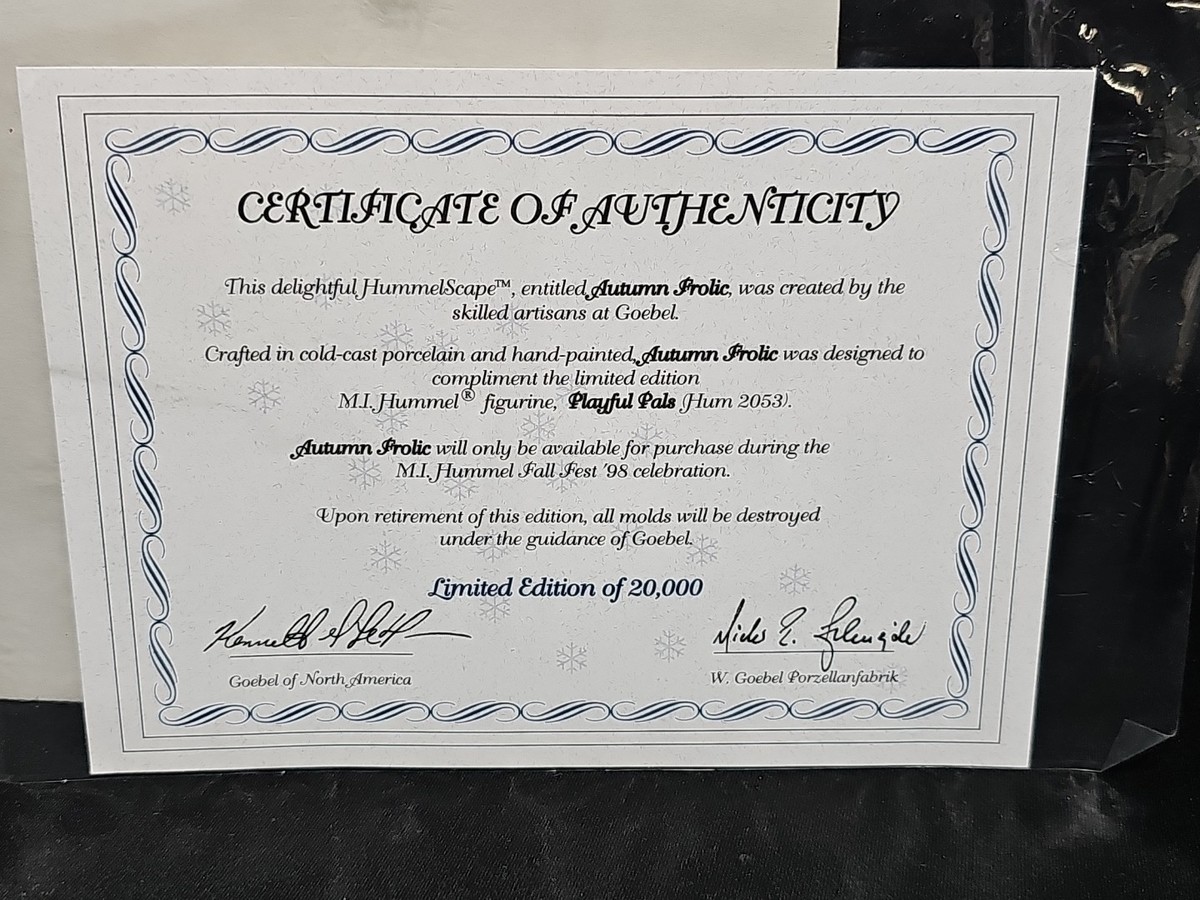 CERTIFICATE OF AUTHENTICITY
This delightful HummelScape™, entitled Autumn Frolic, was created by the
skilled artisans at Goebel.
Crafted in cold-cast porcelain and hand-painted, Autumn Frolic was designed to
compliment the limited edition
M.I. Hummel® figurine, Playful Pals (Hum 2053).
Autumn Frolic will only be available for purchase during the
M.I. Hummel Fall Fest '98 celebration.
Upon retirement of this edition, all molds will be destroyed
under the guidance of Goebel.
Limited Edition of 20,000
Goebel of North America
W. Goebel Porzellanfabrik